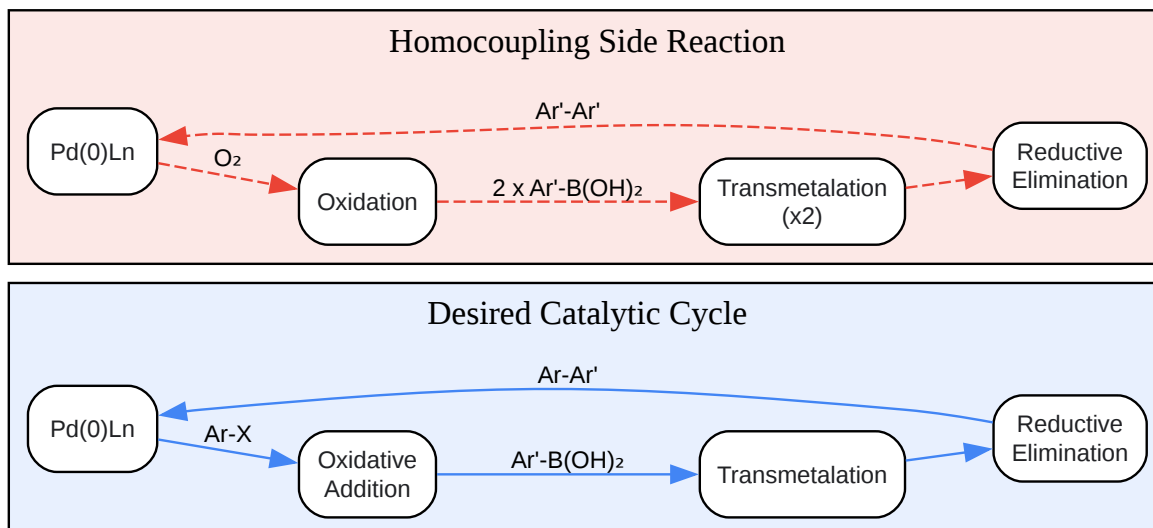 Homocoupling Side Reaction
Ar'-Ar'
Pd(0)Ln
O₂
Oxidation
2 x Ar'-B(OH)₂
Transmetalation
(x2)
Reductive
Elimination
Desired Catalytic Cycle
Ar-Ar'
Pd(0)Ln
Ar-X
Oxidative
Addition
Ar'-B(OH)₂
Transmetalation
Reductive
Elimination